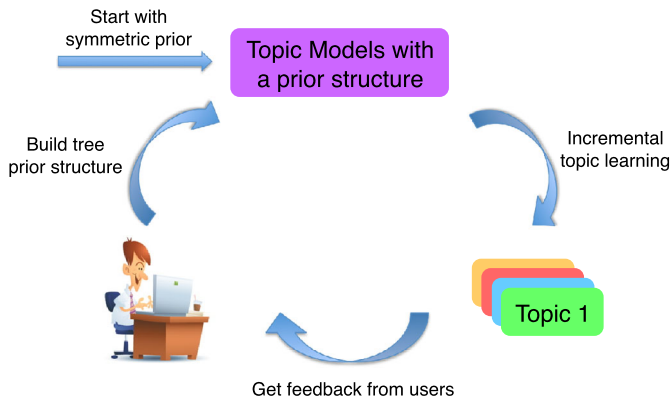 Start with
symmetric prior
Topic Models with
a prior structure
Build tree
prior structure
Incremental
topic learning
Topic 1
Get feedback from users